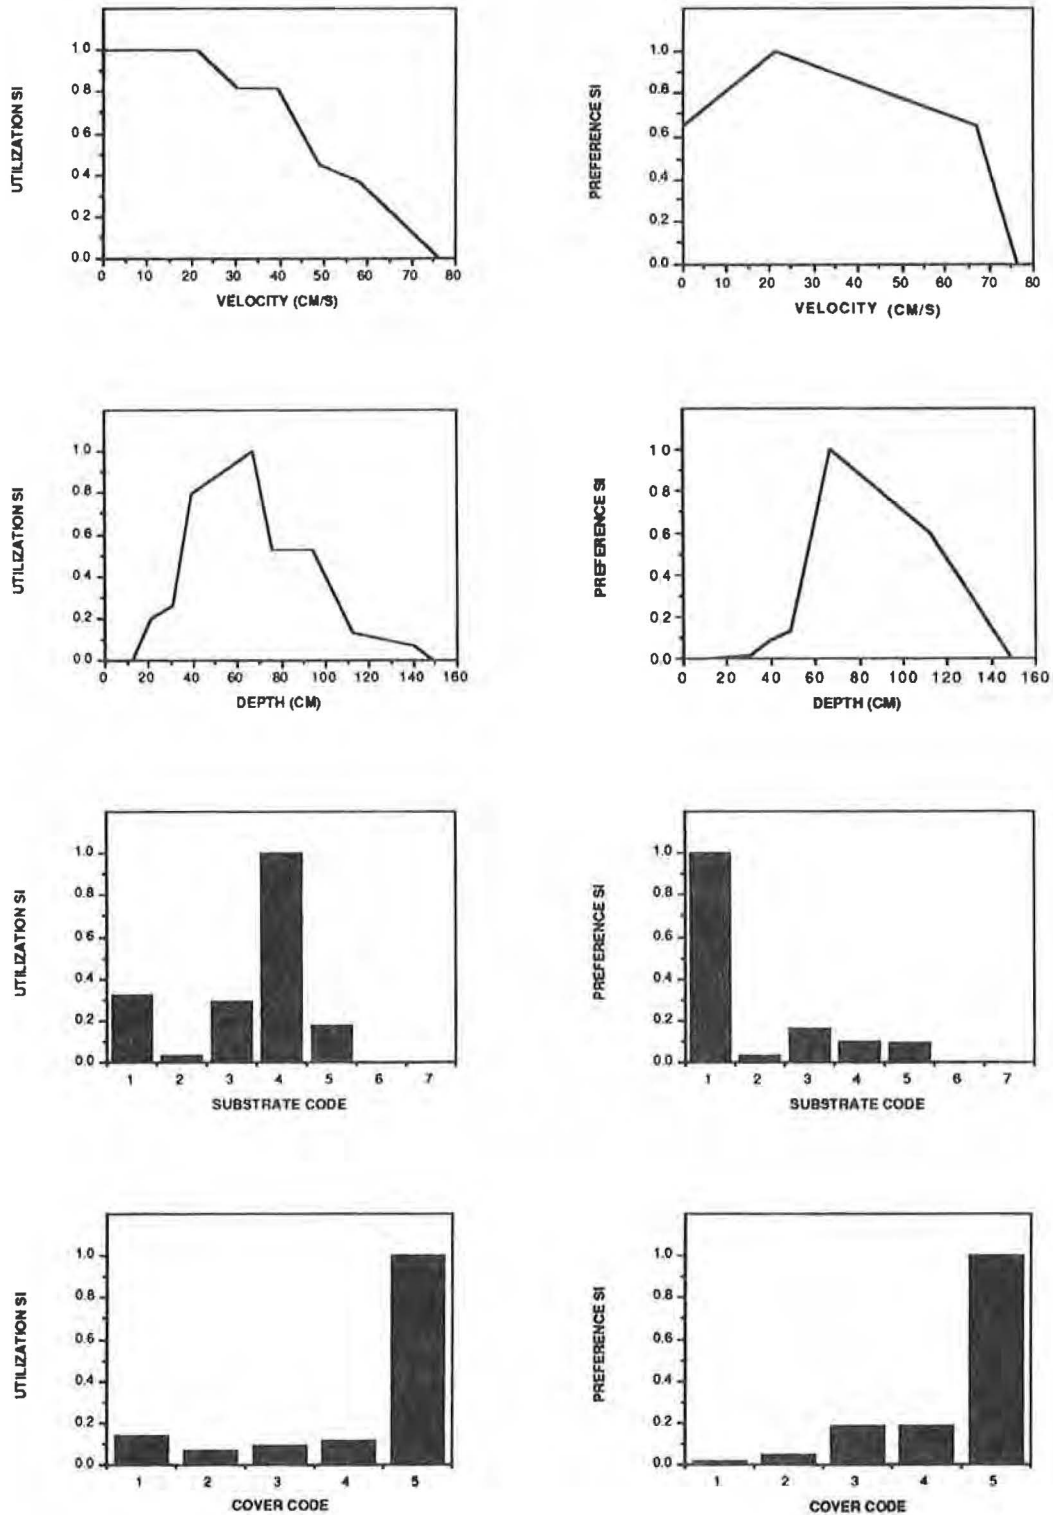 UTILIZATION SI
1.0
0.8
0.6
0.4
0.2
0.0
0 10 20 30 40 50 60 70 80
VELOCITY (CM/S)
PREFERENCE SI
1.0
0.8
0.6
0.4
0.2
0.0
0 10 20 30 40 50 60 70 80
VELOCITY (CM/S)
UTILIZATION SI
1.0
0.8
0.6
0.4
0.2
0.0
0 20 40 60 80 100 120 140 160
DEPTH (CM)
PREFERENCE SI
1.0
0.8
0.6
0.4
0.2
0.0
0 20 40 60 80 100 120 140 160
DEPTH (CM)
UTILIZATION SI
1.0
0.8
0.6
0.4
0.2
0.0
1 2 3 4 5 6 7
SUBSTRATE CODE
PREFERENCE SI
1.0
0.8
0.6
0.4
0.2
0.0
1 2 3 4 5 6 7
SUBSTRATE CODE
UTILIZATION SI
1.0
0.8
0.6
0.4
0.2
0.0
1 2 3 4 5
COVER CODE
PREFERENCE SI
1.0
0.8
0.6
0.4
0.2
0.0
1 2 3 4 5
COVER CODE